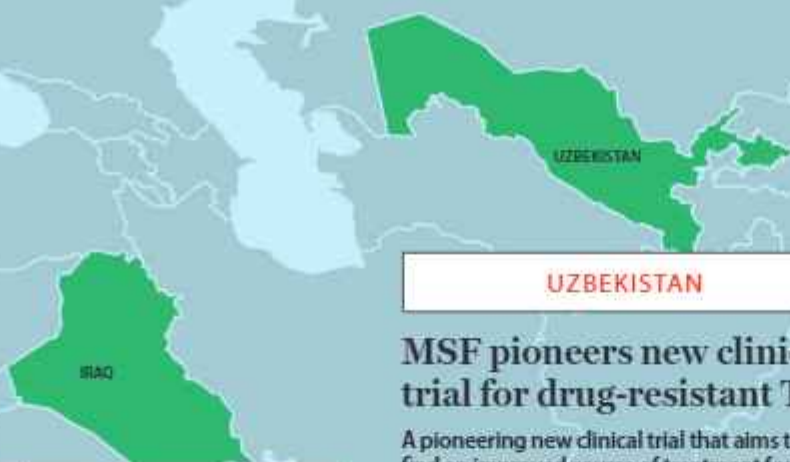 UZBEKISTAN
UZBEKISTAN
IRAQ
MSF pioneers new clini
trial for drug-resistant T
A pioneering new clinical trial that aims t